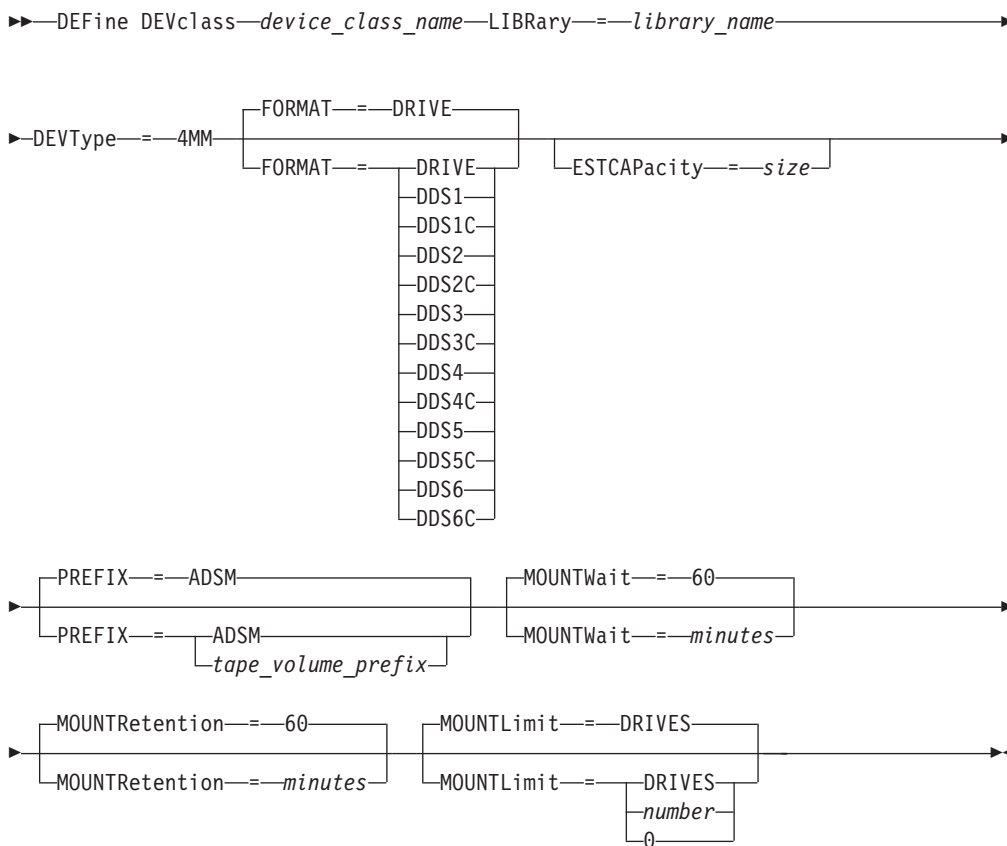 DEFine DEVclass device_class_name LIBRary = library_name
FORMAT = DRIVE
DEVType = 4MM
FORMAT = DRIVE
ESTCAPacity = size
DDS1
DDS1C
DDS2
DDS2C
DDS3
DDS3C
DDS4
DDS4C
DDS5
DDS5C
DDS6
DDS6C
PREFIX = ADSM
MOUNTWait = 60
PREFIX = ADSM
tape_volume_prefix
MOUNTWait = minutes
MOUNTRetention = 60
MOUNTLimit = DRIVES
MOUNTRetention = minutes
MOUNTLimit = DRIVES
number
0